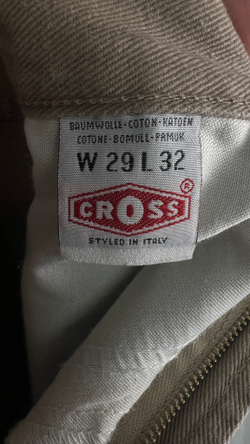 BAUMWOLLE-COTON-KATOEN
COTONE-BOMULL-PAMUK
W 29 L 32
CROSS®
STYLED IN ITALY